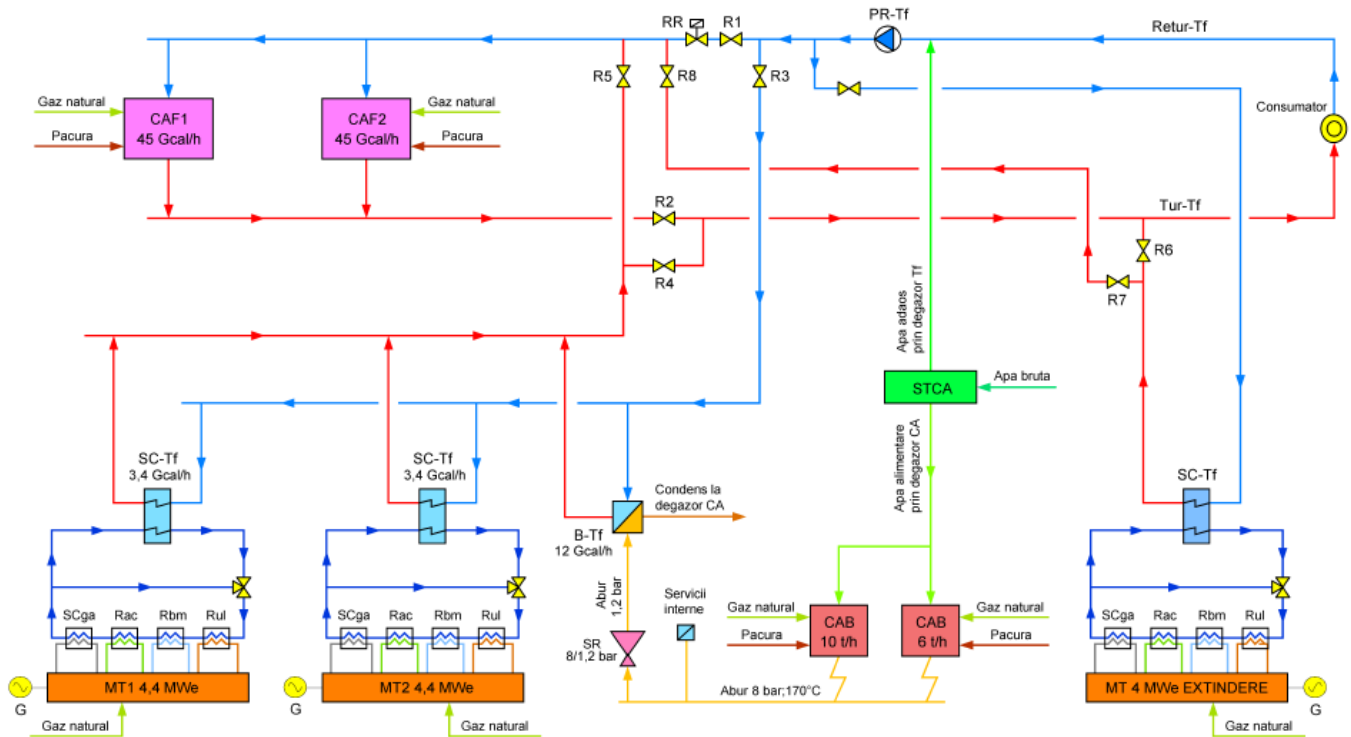 PR-Tf
RR
R1
Retur-Tf
R5
R8
R3
Gaz natural
Pacura
CAF1
45 Gcal/h
CAF2
45 Gcal/h
Gaz natural
Pacura
Consumator
R2
R4
Tur-Tf
R6
R7
Apa adaos
prin degazor Tf
STCA
Apa bruta
Apa alimentare
prin degazor CA
SC-Tf
3,4 Gcal/h
SC-Tf
3,4 Gcal/h
SC-Tf
Condens la
degazor CA
B-Tf
12 Gcal/h
Abur
1,2 bar
Servicii
interne
SR
8/1,2 bar
Gaz natural
Pacura
CAB
10 t/h
CAB
6 t/h
Gaz natural
Pacura
Abur 8 bar;170°C
SCga
Rac
Rbm
Rul
SCga
Rac
Rbm
Rul
SCga
Rac
Rbm
Rul
G
MT1 4,4 MWe
Gaz natural
G
MT2 4,4 MWe
Gaz natural
MT 4 MWe EXTINDERE
G
Gaz natural